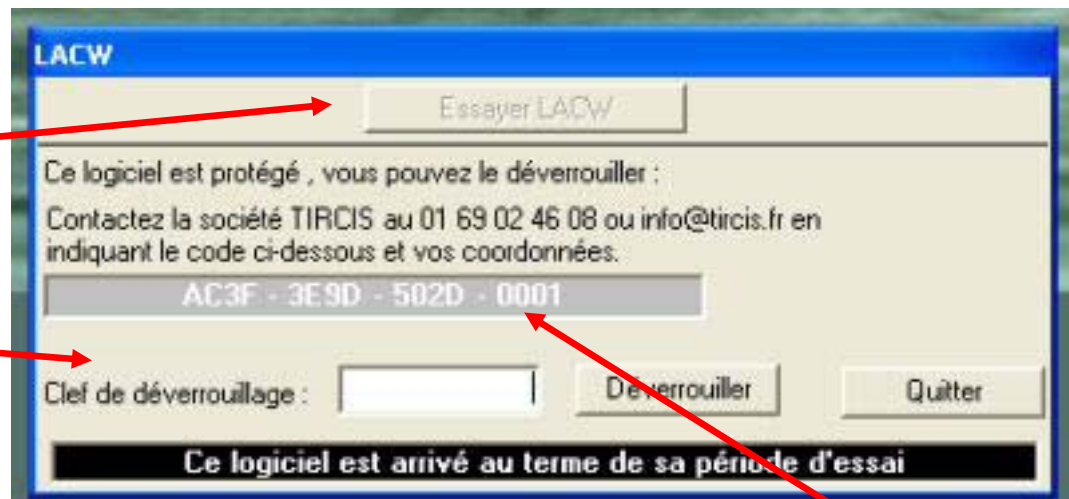 LACW
Essayer LACW
Ce logiciel est protégé , vous pouvez le déverrouiller :
Contactez la société TIRCIS au 01 69 02 46 08 ou info@tircis.fr en
indiquant le code ci-dessous et vos coordonnées.
AC3F - 3E9D - 502D - 0001
Clef de déverrouillage :
Déverrouiller
Quitter
Ce logiciel est arrivé au terme de sa période d'essai